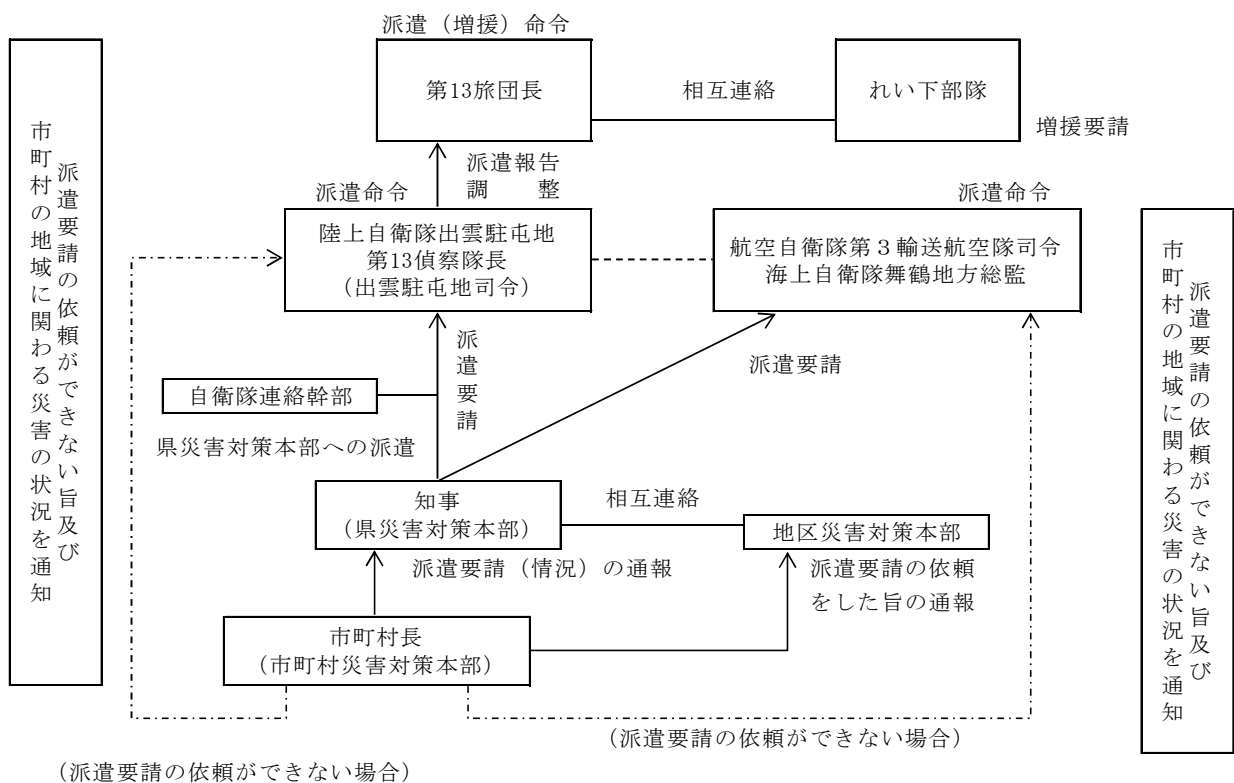 派遣（増援）命令
第13旅団長
相互連絡
れい下部隊
増援要請
派遣報告
調　　整
派遣命令
派遣命令
陸上自衛隊出雲駐屯地
第13偵察隊長
（出雲駐屯地司令）
航空自衛隊第３輸送航空隊司令
海上自衛隊舞鶴地方総監
派遣要請の依頼ができない旨及び
市町村の地域に関わる災害の状況を通知
派遣要請の依頼ができない旨及び
市町村の地域に関わる災害の状況を通知
派遣要請
派遣要請
自衛隊連絡幹部
県災害対策本部への派遣
知事
（県災害対策本部）
相互連絡
地区災害対策本部
派遣要請（情況）の通報
派遣要請の依頼
をした旨の通報
市町村長
（市町村災害対策本部）
（派遣要請の依頼ができない場合）
（派遣要請の依頼ができない場合）